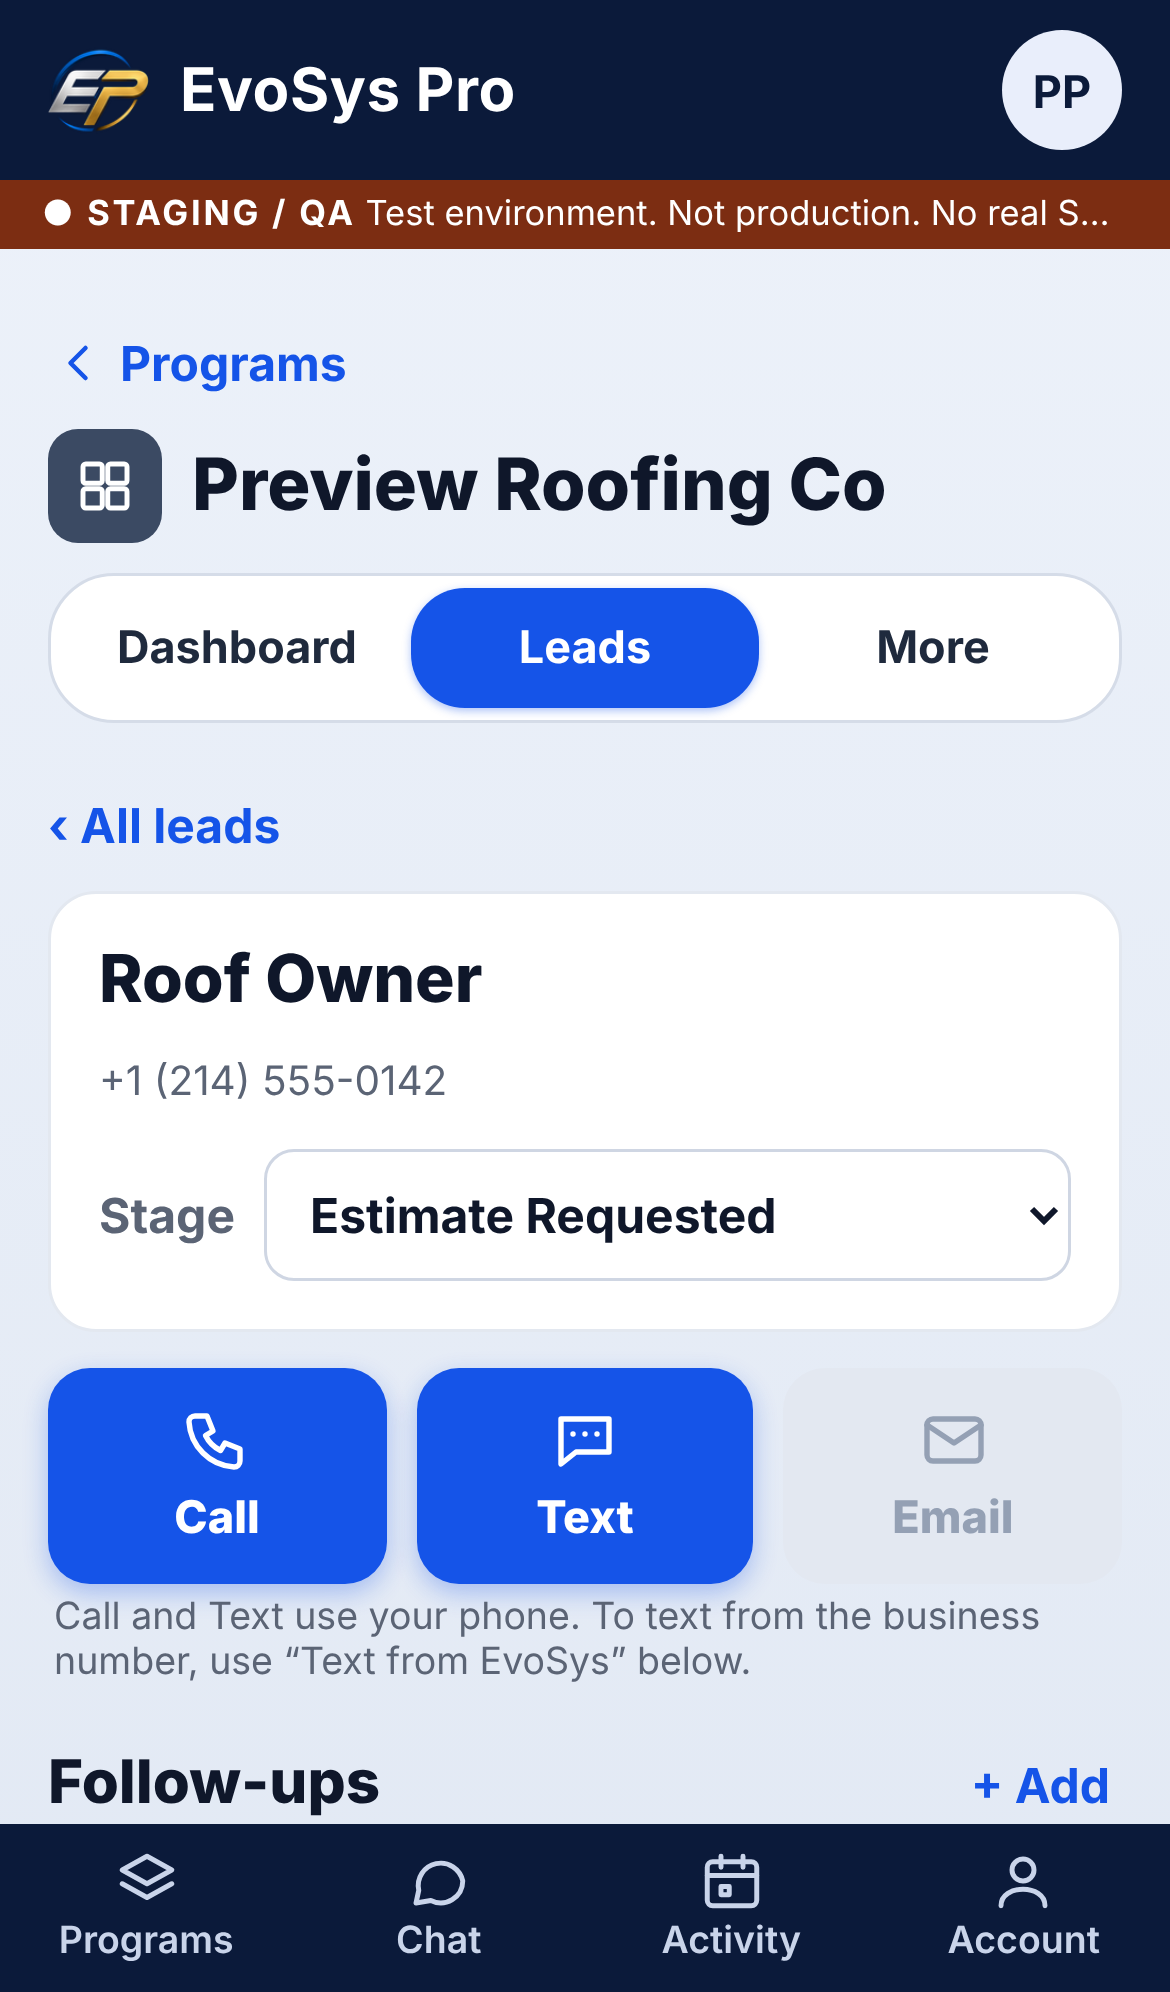 EP EvoSys Pro PP
STAGING / QA Test environment. Not production. No real S...
Programs
Preview Roofing Co
Dashboard Leads More
‹ All leads
Roof Owner
+1 (214) 555-0142
Stage Estimate Requested
Call Text Email
Call and Text use your phone. To text from the business
number, use “Text from EvoSys” below.
Follow-ups + Add
Programs Chat Activity Account